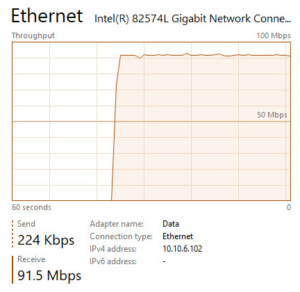 Ethernet Intel(R) 82574L Gigabit Network Conne...
Throughput 100 Mbps
50 Mbps
60 seconds 0
Send
224 Kbps
Receive
91.5 Mbps
Adapter name: Data
Connection type: Ethernet
IPv4 address: 10.10.6.102
IPv6 address: -